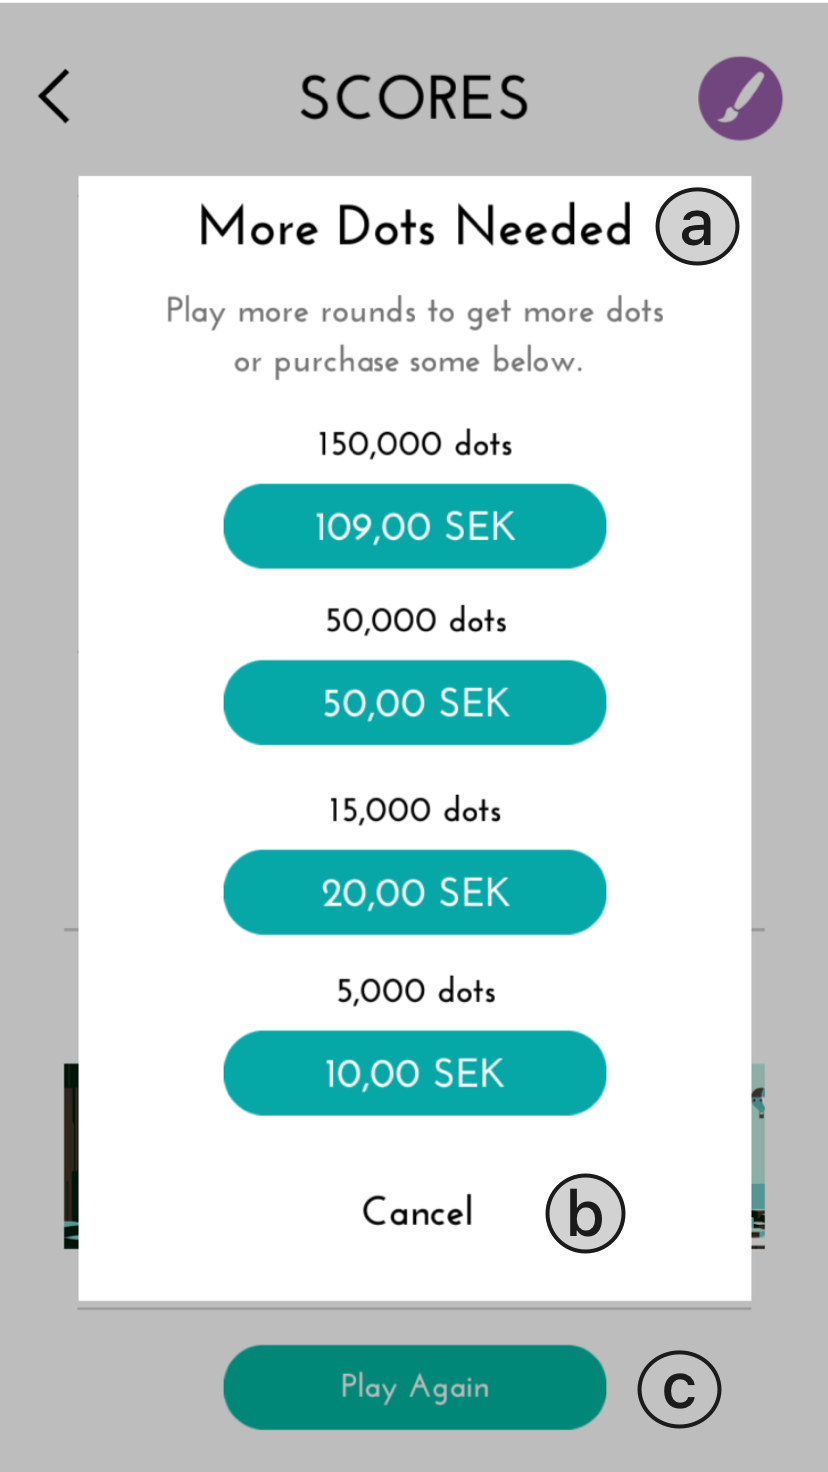 SCORES
More Dots Needed
a
Play more rounds to get more dots
or purchase some below.
150,000 dots
109,00 SEK
50,000 dots
50,00 SEK
15,000 dots
20,00 SEK
5,000 dots
10,00 SEK
Cancel
b
Play Again
c